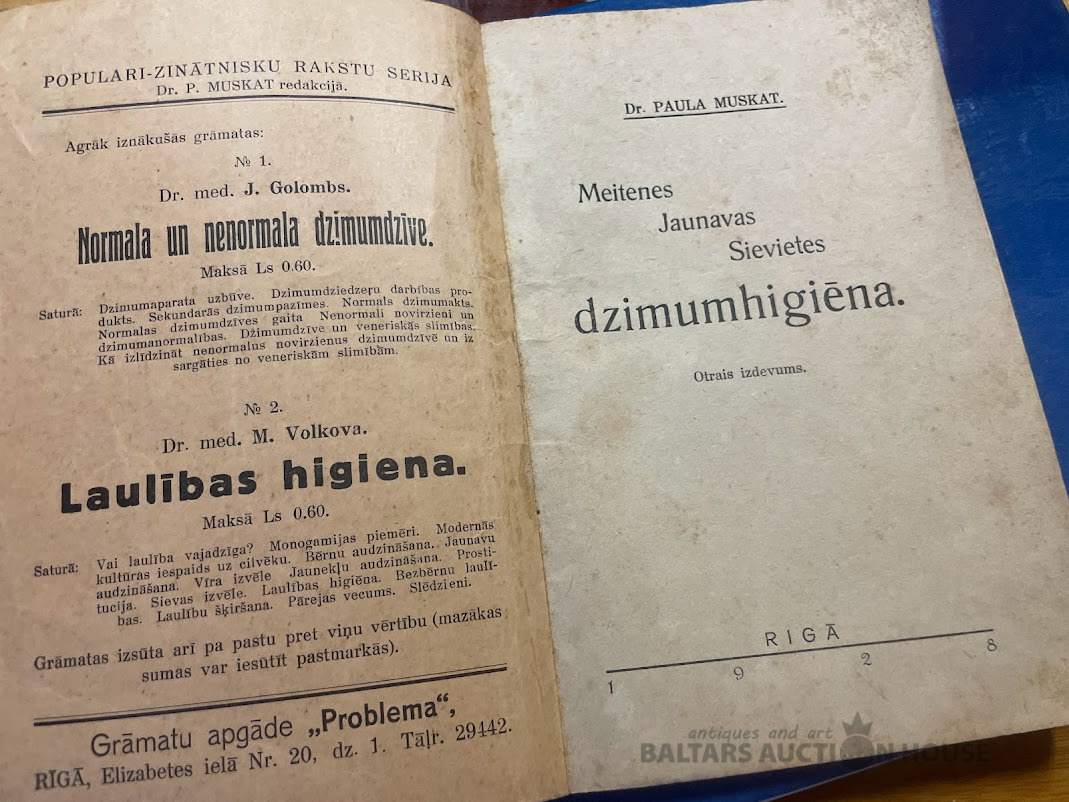 POPULARI-ZINĀTNISKU RAKSTU SERIJA
Dr. P. MUSKAT redakcijā.
Agrāk iznākušās grāmatas:
№ 1.
Dr. med. J. Golombs.
Normala un nenormala dzimumdzīve.
Maksā Ls 0.60.
Saturā: Dzimumaparata uzbūve. Dzimumdziedzeŗu darbības pro-
dukts. Sekundarās dzimumpazīmes. Normals dzimumakts.
Normalas dzimumdzīves gaita Nenormali novirzieni un
dzimumanormalības. Dzimumdzīve un veneriskās slimības.
Kā izlīdzināt nenormalus novirzienus dzimumdzīvē un iz
sargāties no veneriskām slimībām.
№ 2.
Dr. med. M. Volkova.
Laulības higiena.
Maksā Ls 0.60.
Saturā: Vai laulība vajadzīga? Monogamijas piemēri. Modernās
kultūras iespaids uz cilvēku. Bērnu audzināšana. Jaunavu
audzināšana. Vīra izvēle Jaunekļu audzināšana. Prosti-
tucija. Sievas izvēle. Laulības higiēna. Bezbērnu laulī-
bas. Laulību šķiršana. Pārejas vecums. Slēdzieni.
Grāmatas izsūta arī pa pastu pret viņu vērtību (mazākas
sumas var iesūtīt pastmarkās).
Grāmatu apgāde „Problema“,
RĪGĀ, Elizabetes ielā Nr. 20, dz. 1. Tāļr. 29442.
Dr. PAULA MUSKAT.
Meitenes
Jaunavas
Sievietes
dzimumhigiēna.
Otrais izdevums.
RIGĀ
1 9 2 8
antiques and art
BALTARS AUCTION HOUSE